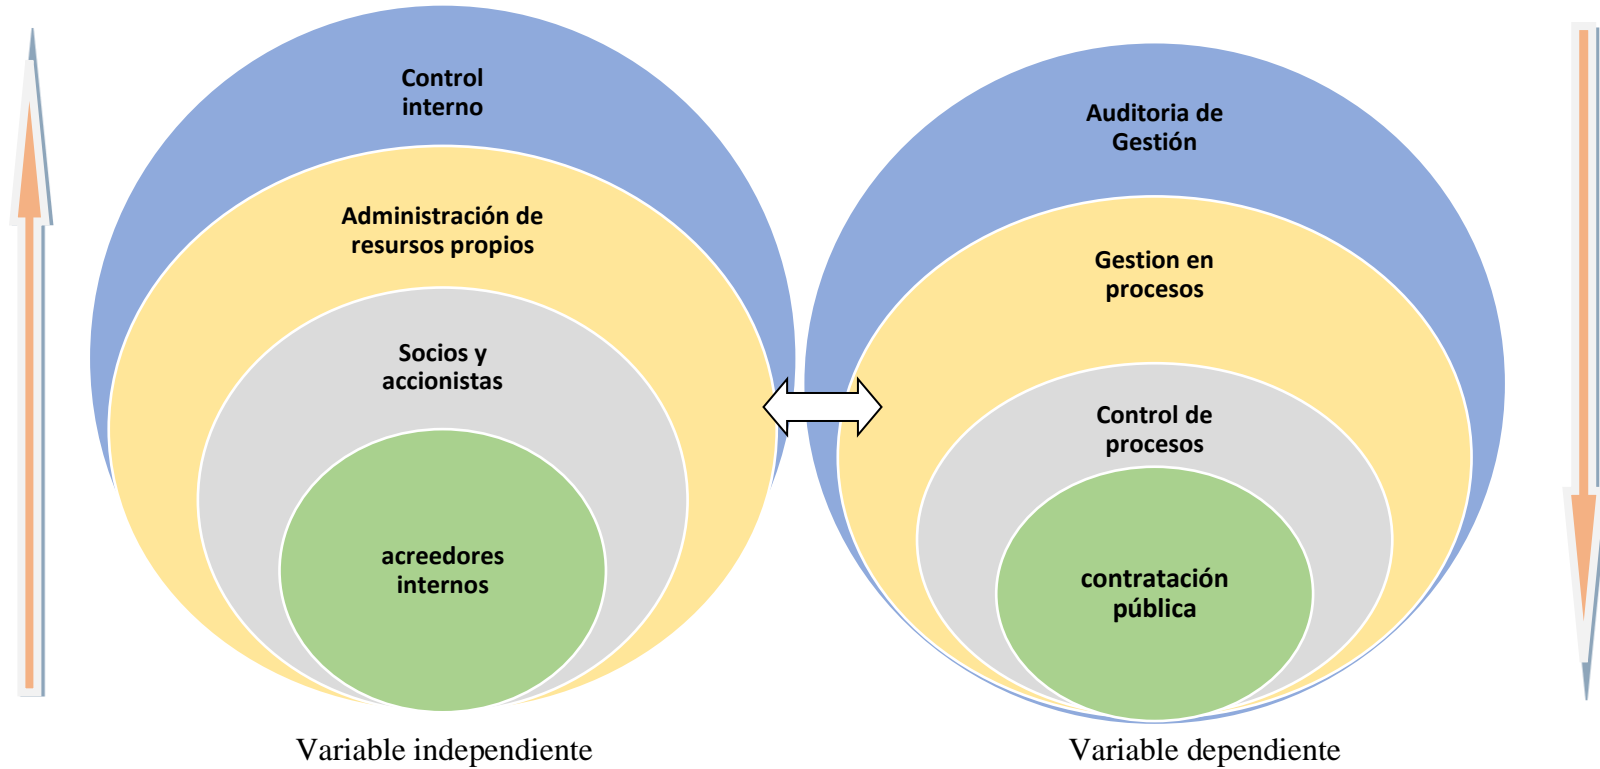 Control
interno
Administración de
resursos propios
Socios y
accionistas
acreedores
internos
Variable independiente
Auditoria de
Gestión
Gestion en
procesos
Control de
procesos
contratación
pública
Variable dependiente